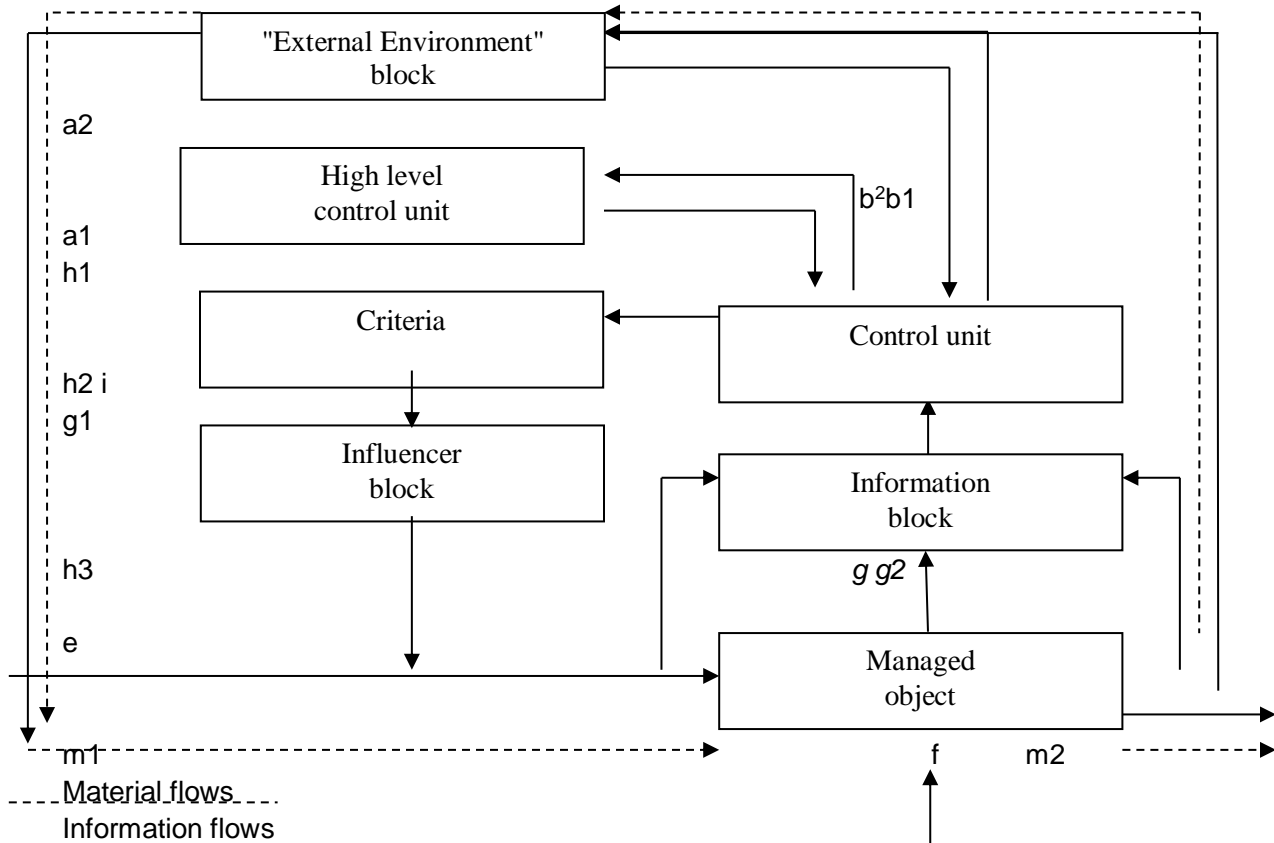 "External Environment"
block
a2
High level
control unit
b²b1
a1
h1
Criteria
Control unit
h2 i
g1
Influencer
block
Information
block
h3
g g2
e
Managed
object
m1
f
m2
Material flows
Information flows